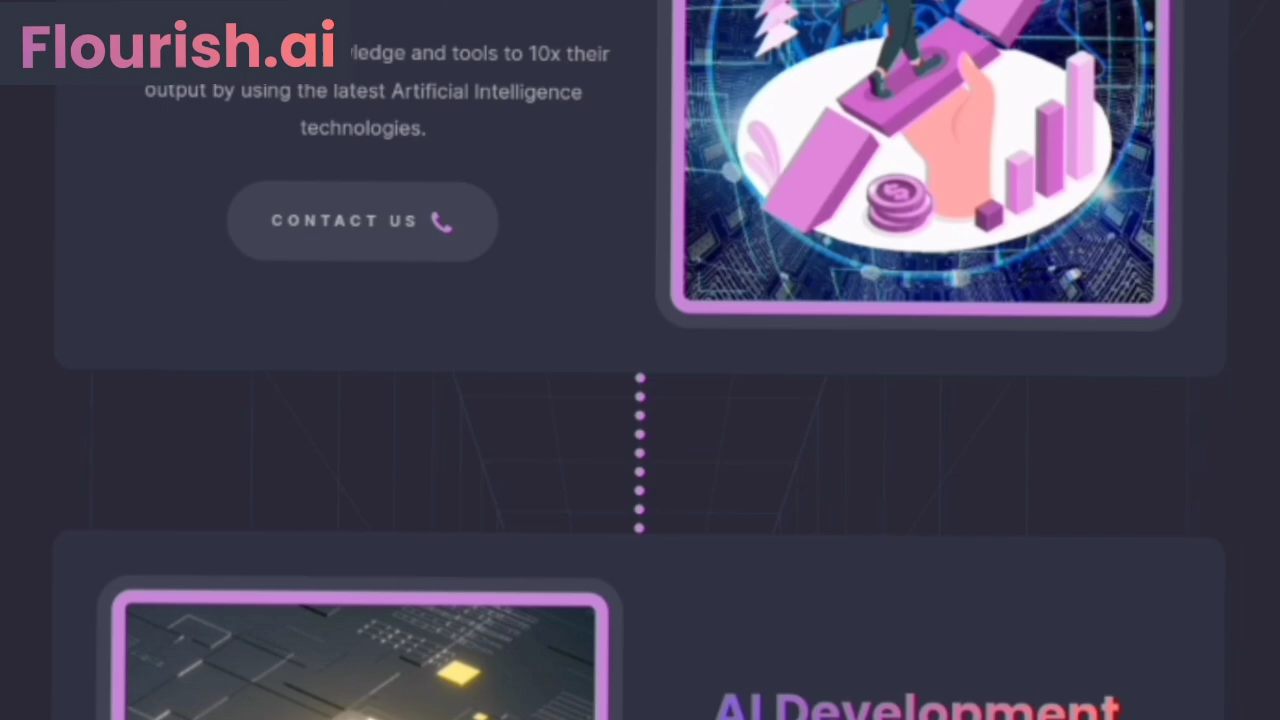 Flourish.ai
and tools to 10x their
output by using the latest Artificial Intelligence
technologies.
CONTACT US
AI Development